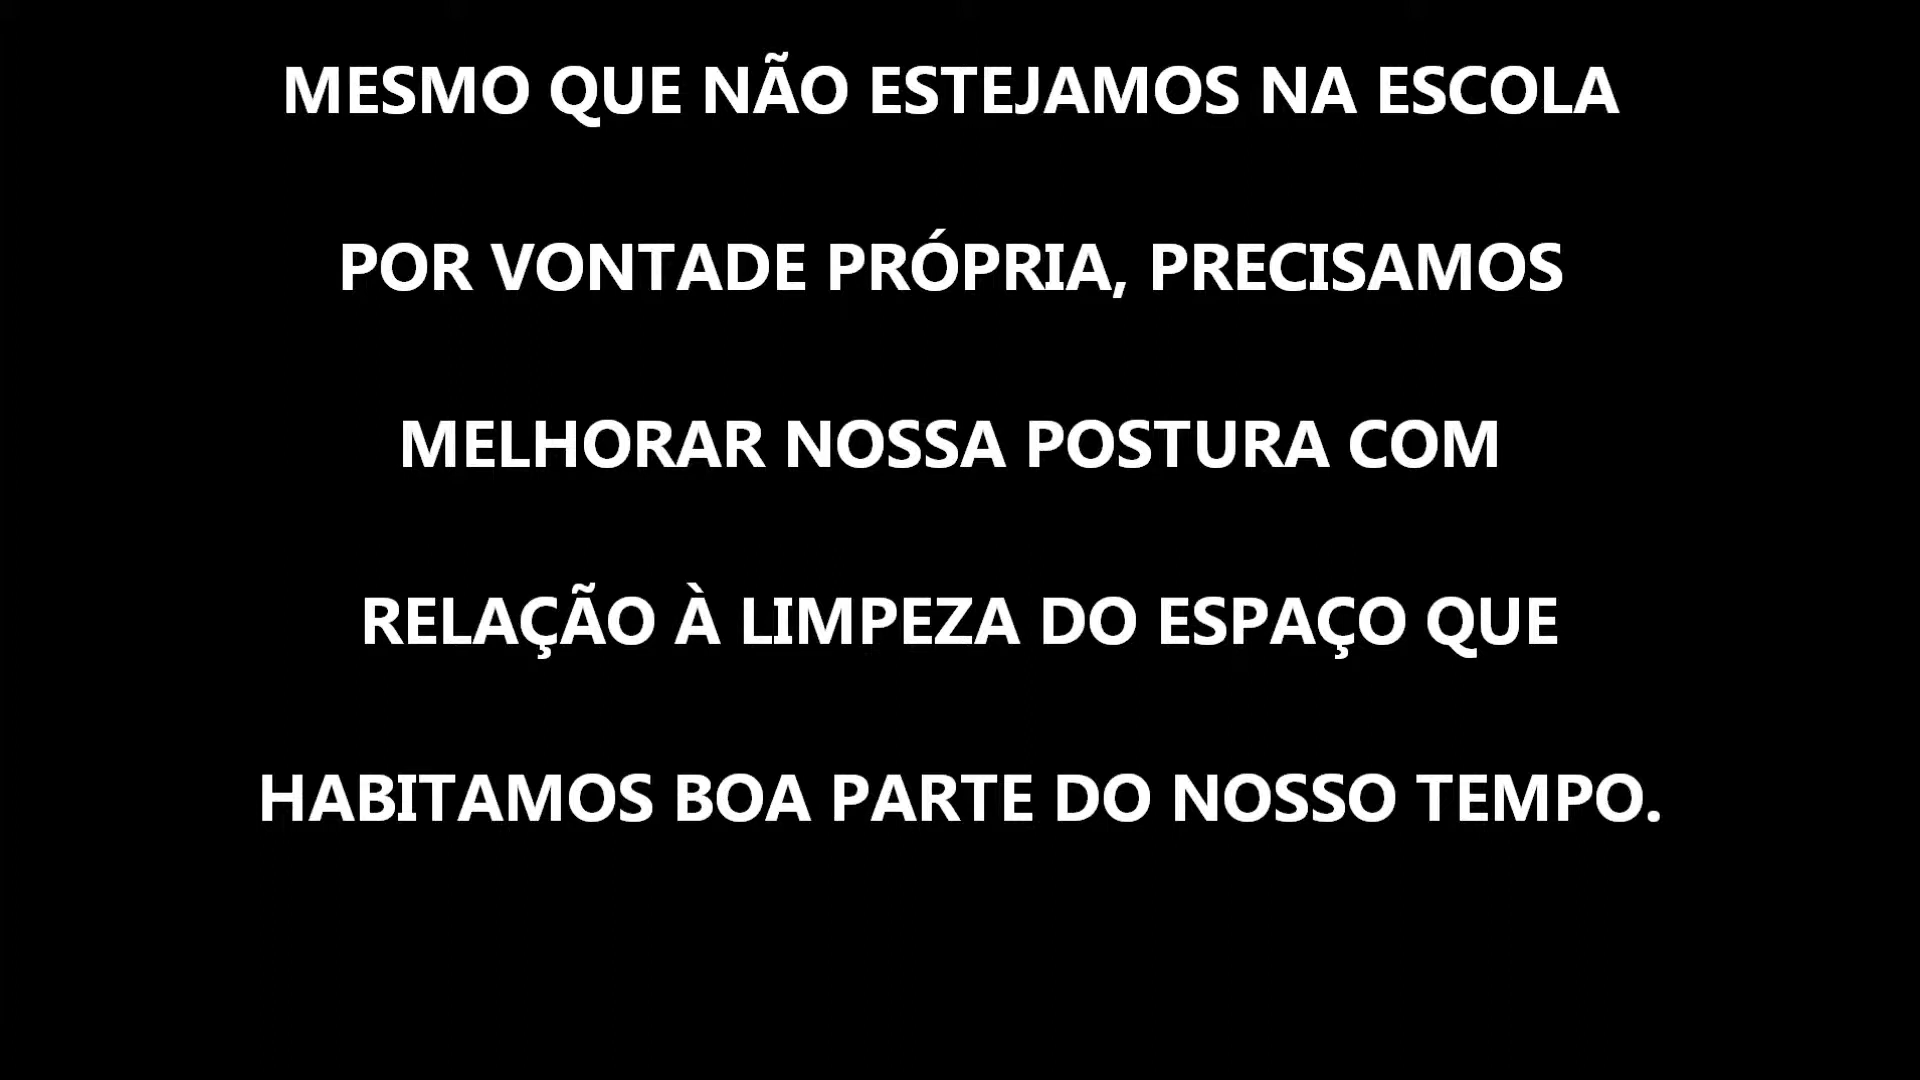 MESMO QUE NÃO ESTEJAMOS NA ESCOLA
POR VONTADE PRÓPRIA, PRECISAMOS
MELHORAR NOSSA POSTURA COM
RELAÇÃO À LIMPEZA DO ESPAÇO QUE
HABITAMOS BOA PARTE DO NOSSO TEMPO.